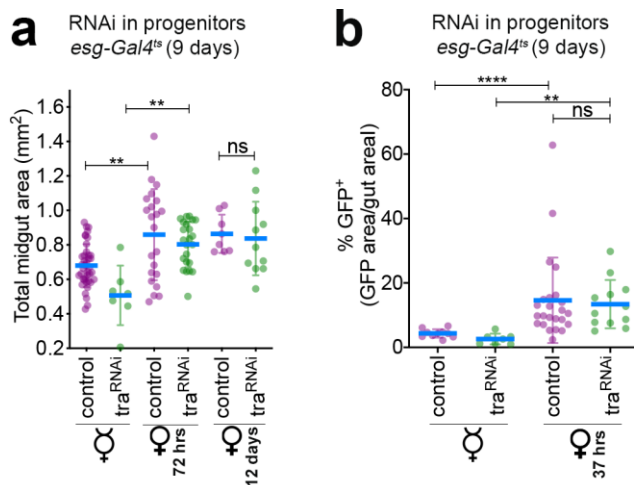 a
RNAi in progenitors
esg-Gal4ts (9 days)
Total midgut area (mm2)
1.6
1.4
1.2
1.0
0.8
0.6
0.4
0.2
**
**
ns
control
traRNAi
control
traRNAi
control
traRNAi
72 hrs
12 days
b
RNAi in progenitors
esg-Gal4ts (9 days)
% GFP+
(GFP area/gut areal)
80
60
40
20
0
****
**
ns
control
traRNAi
control
traRNAi
37 hrs